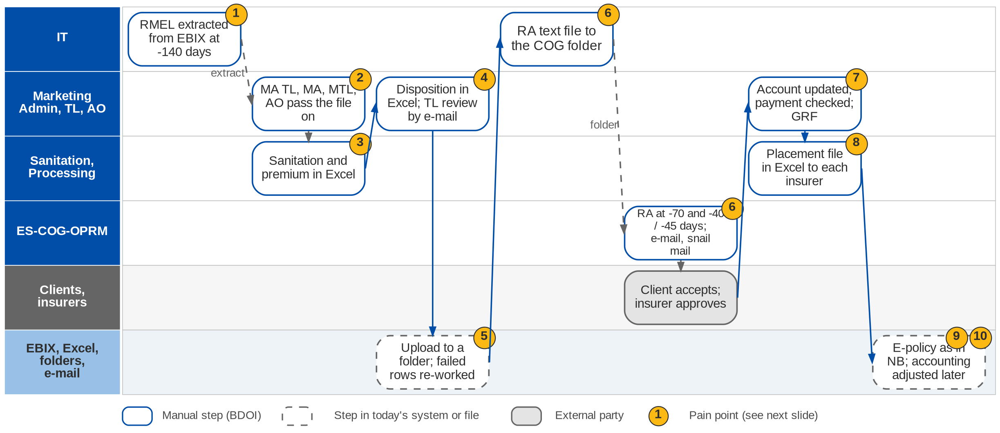 IT
RMEL extracted
from EBIX at
-140 days
1
RA text file to
the COG folder
6
extract
Marketing
Admin, TL, AO
MA TL, MA, MTL,
AO pass the file
on
2
Disposition in
Excel; TL review
by e-mail
4
Account updated,
payment checked;
GRF
7
folder
Sanitation,
Processing
Sanitation and
premium in Excel
3
Placement file
in Excel to each
insurer
8
ES-COG-OPRM
RA at -70 and -40
/ -45 days;
e-mail, snail
mail
6
Clients,
insurers
Client accepts;
insurer approves
EBIX, Excel,
folders,
e-mail
Upload to a
folder; failed
rows re-worked
5
E-policy as in
NB; accounting
adjusted later
9
10
Manual step (BDOI)
Step in today's system or file
External party
1
Pain point (see next slide)